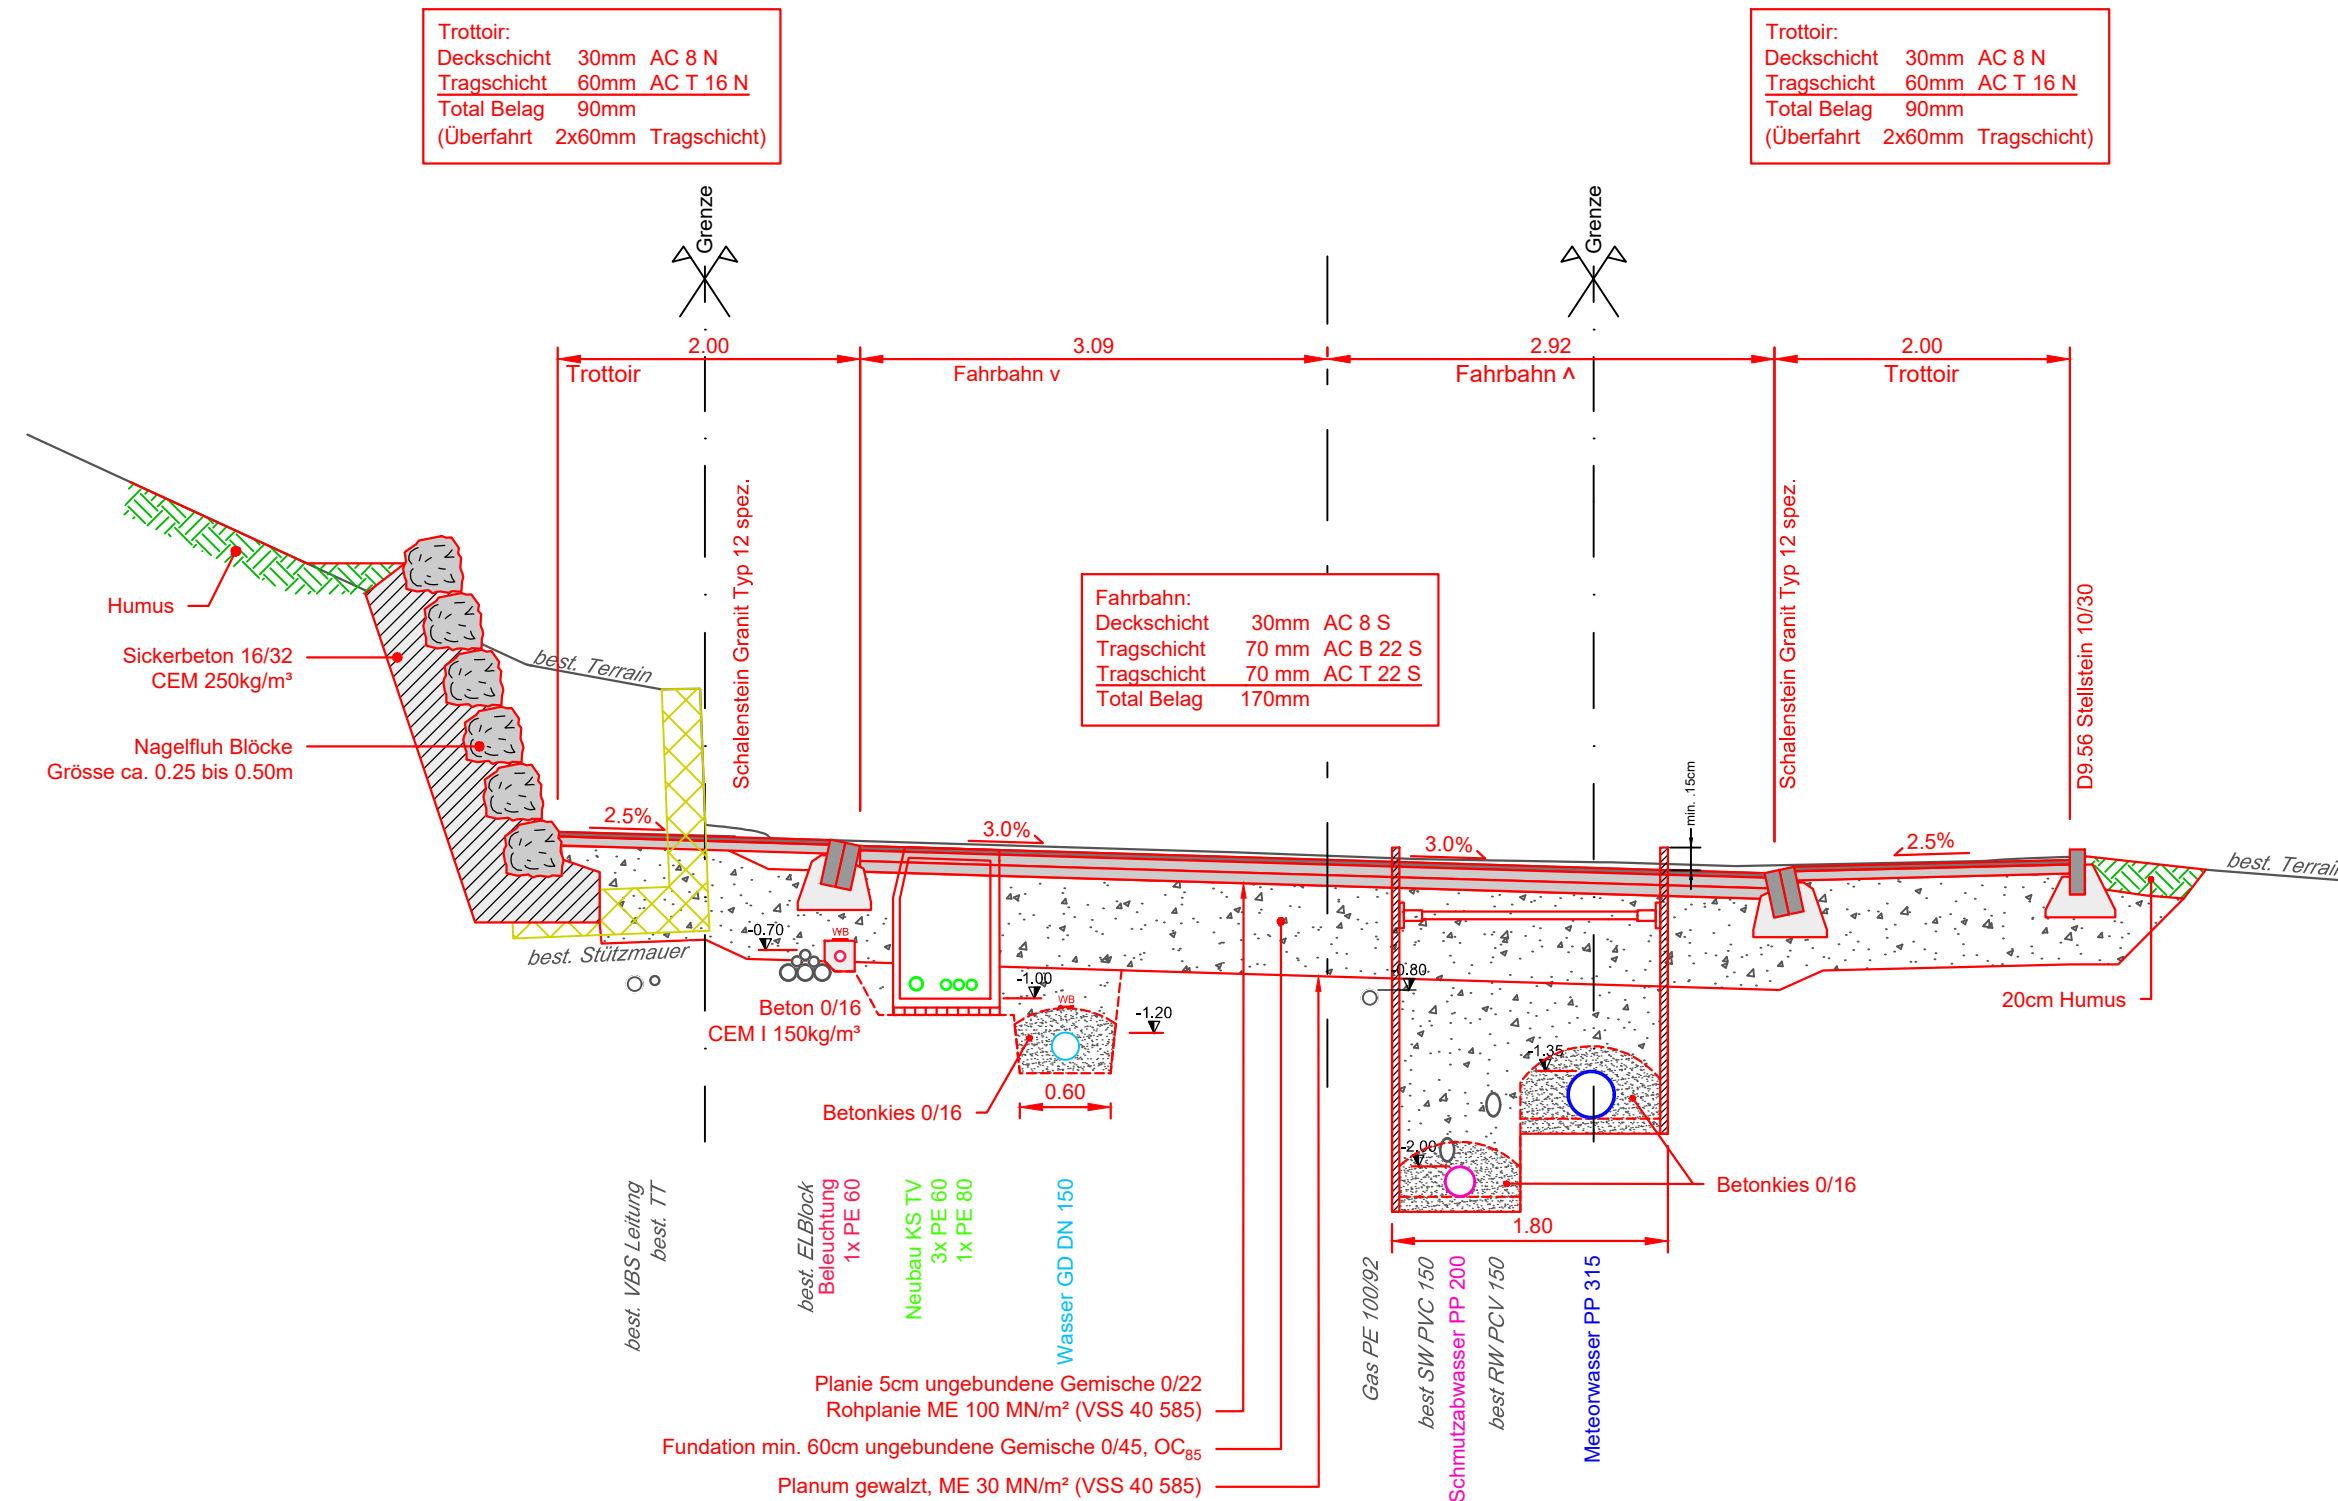 Trottoir:
Deckschicht 30mm AC 8 N
Tragschicht 60mm AC T 16 N
Total Belag 90mm
(Überfahrt 2x60mm Tragschicht)
Trottoir:
Deckschicht 30mm AC 8 N
Tragschicht 60mm AC T 16 N
Total Belag 90mm
(Überfahrt 2x60mm Tragschicht)
Grenze
Grenze
2.00
3.09
2.92
2.00
Trottoir
Fahrbahn v
Fahrbahn ʌ
Trottoir
Schalenstein Granit Typ 12 spez.
Schalenstein Granit Typ 12 spez.
D9.56 Stellstein 10/30
Humus
Sickerbeton 16/32
CEM 250kg/m³
Nagelfluh Blöcke
Grösse ca. 0.25 bis 0.50m
best. Terrain
Fahrbahn:
Deckschicht 30mm AC 8 S
Tragschicht 70 mm AC B 22 S
Tragschicht 70 mm AC T 22 S
Total Belag 170mm
min. .15cm
2.5%
3.0%
3.0%
2.5%
best. Terrain
best. Stützmauer
-0.70
WB
-1.00
WB
-1.20
-0.80
-1.35
-2.00
20cm Humus
Beton 0/16
CEM I 150kg/m³
Betonkies 0/16
0.60
Betonkies 0/16
1.80
best. VBS Leitung
best. TT
best. ELBlock
Beleuchtung
1x PE 60
Neubau KS TV
3x PE 60
1x PE 80
Wasser GD DN 150
Gas PE 100/92
best SW PVC 150
Schmutzabwasser PP 200
best RW PCV 150
Meteorwasser PP 315
Planie 5cm ungebundene Gemische 0/22
Rohplanie ME 100 MN/m² (VSS 40 585)
Fundation min. 60cm ungebundene Gemische 0/45, OC85
Planum gewalzt, ME 30 MN/m² (VSS 40 585)